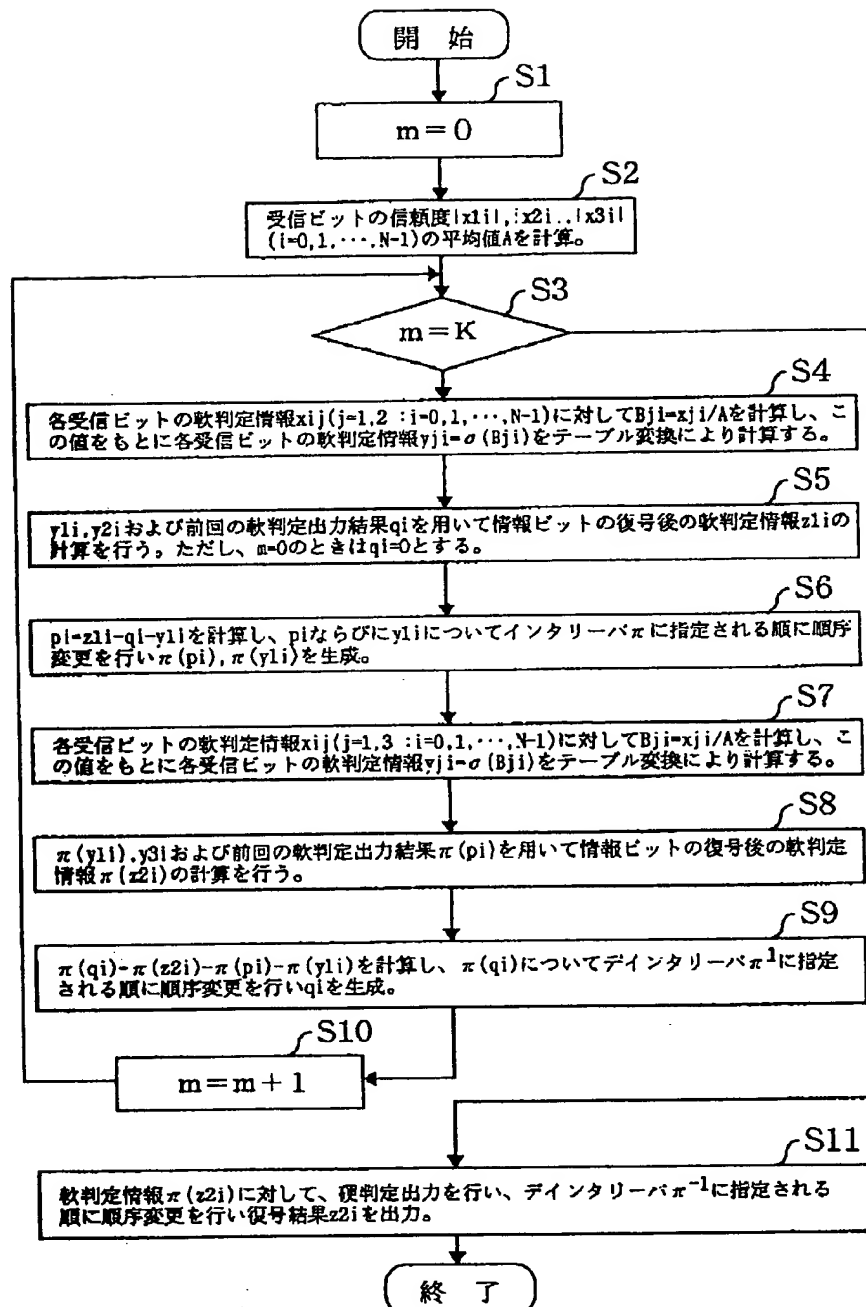 開 始
S1
m=0
S2
受信ビットの信頼度|x1i|,|x2i..|x3i|
(i=0,1,···,N-1)の平均値Aを計算。
S3
m=K
S4
各受信ビットの軟判定情報xij(j=1,2 :i=0,1,···,N-1)に対してBji=xji/Aを計算し、こ
の値をもとに各受信ビットの軟判定情報yji=σ(Bji)をテーブル変換により計算する。
S5
y1i,y2iおよび前回の軟判定出力結果qiを用いて情報ビットの復号後の軟判定情報z1iの
計算を行う。ただし、m=0のときはqi=0とする。
S6
pi=z1i-qi-y1iを計算し、piならびにy1iについてインタリーバπに指定される順に順序
変更を行いπ(pi),π(y1i)を生成。
S7
各受信ビットの軟判定情報xij(j=1,3 :i=0,1,···,N-1)に対してBji=xji/Aを計算し、こ
の値をもとに各受信ビットの軟判定情報yji=σ(Bji)をテーブル変換により計算する。
S8
π(y1i),y3iおよび前回の軟判定出力結果π(pi)を用いて情報ビットの復号後の軟判定
情報π(z2i)の計算を行う。
S9
π(qi)-π(z2i)-π(pi)-π(y1i)を計算し、π(qi)についてデインタリーバπ¹に指定
される順に順序変更を行いqiを生成。
S10
m=m+1
S11
軟判定情報π(z2i)に対して、硬判定出力を行い、デインタリーバπ⁻¹に指定される
順に順序変更を行い復号結果z2iを出力。
終 了